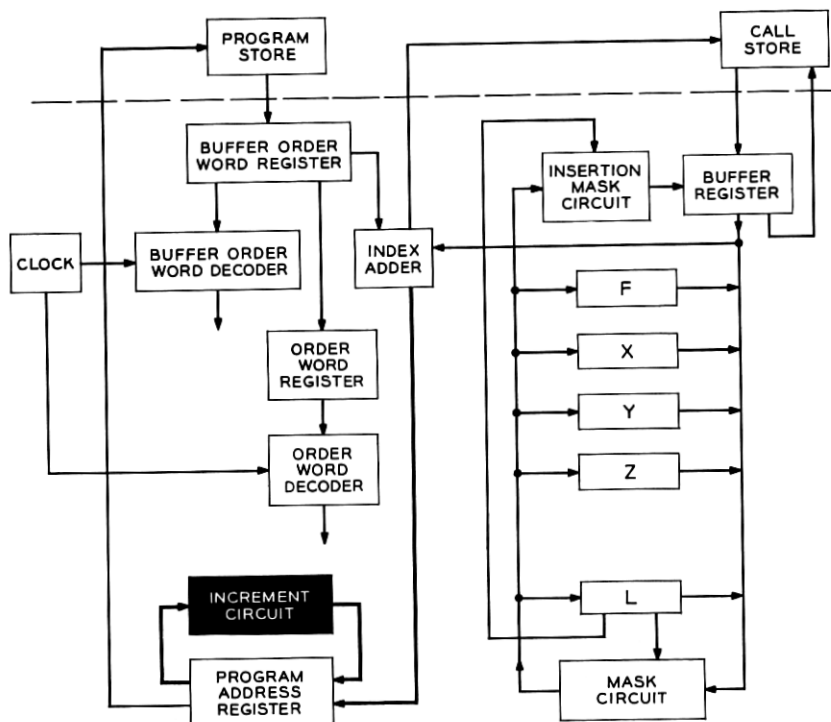 PROGRAM
STORE
CALL
STORE
BUFFER ORDER
WORD REGISTER
INSERTION
MASK
CIRCUIT
BUFFER
REGISTER
CLOCK
BUFFER ORDER
WORD DECODER
INDEX
ADDER
F
ORDER
WORD
REGISTER
X
Y
ORDER
WORD
DECODER
Z
INCREMENT
CIRCUIT
L
PROGRAM
ADDRESS
REGISTER
MASK
CIRCUIT